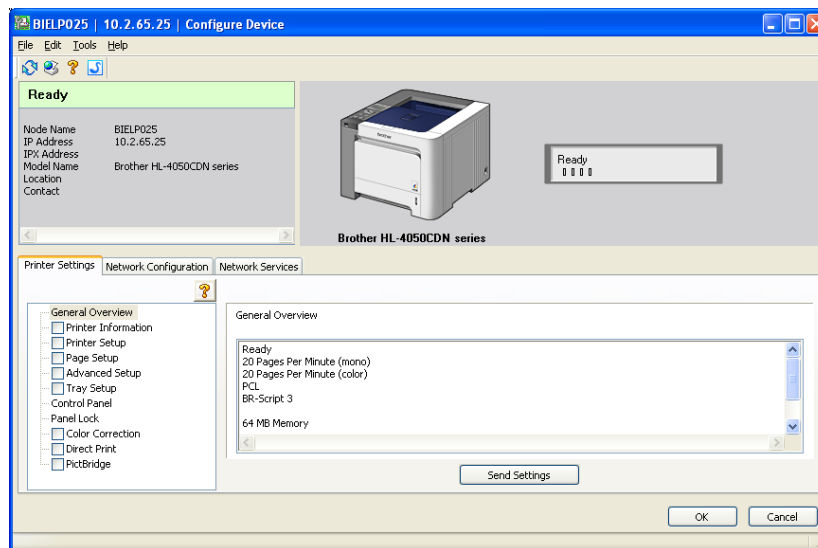 BIELP025 | 10.2.65.25 | Configure Device
File Edit Tools Help
Ready
Node Name BIELP025
IP Address 10.2.65.25
IPX Address
Model Name Brother HL-4050CDN series
Location
Contact
brother
Ready
Brother HL-4050CDN series
Printer Settings Network Configuration Network Services
General Overview
Printer Information
Printer Setup
Page Setup
Advanced Setup
Tray Setup
Control Panel
Panel Lock
Color Correction
Direct Print
PictBridge
General Overview
Ready
20 Pages Per Minute (mono)
20 Pages Per Minute (color)
PCL
BR-Script 3
64 MB Memory
Send Settings
OK Cancel